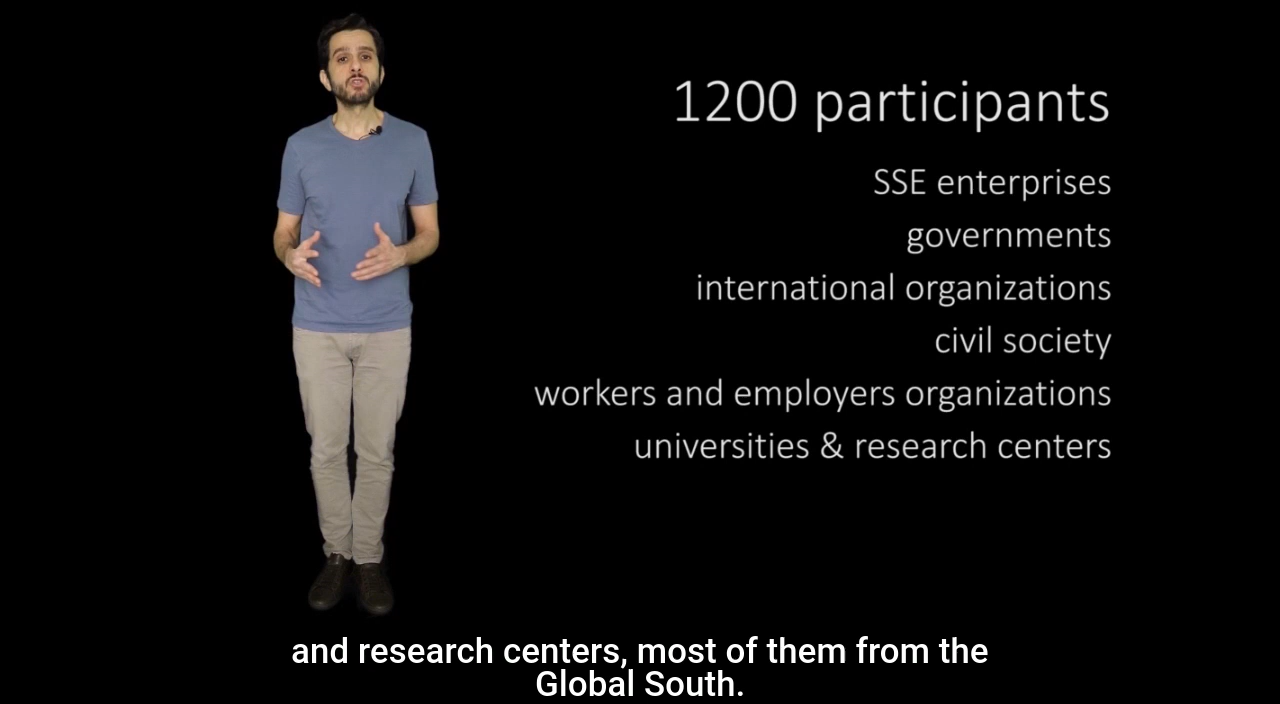 1200 participants
SSE enterprises
governments
international organizations
civil society
workers and employers organizations
universities & research centers
and research centers, most of them from the
Global South.